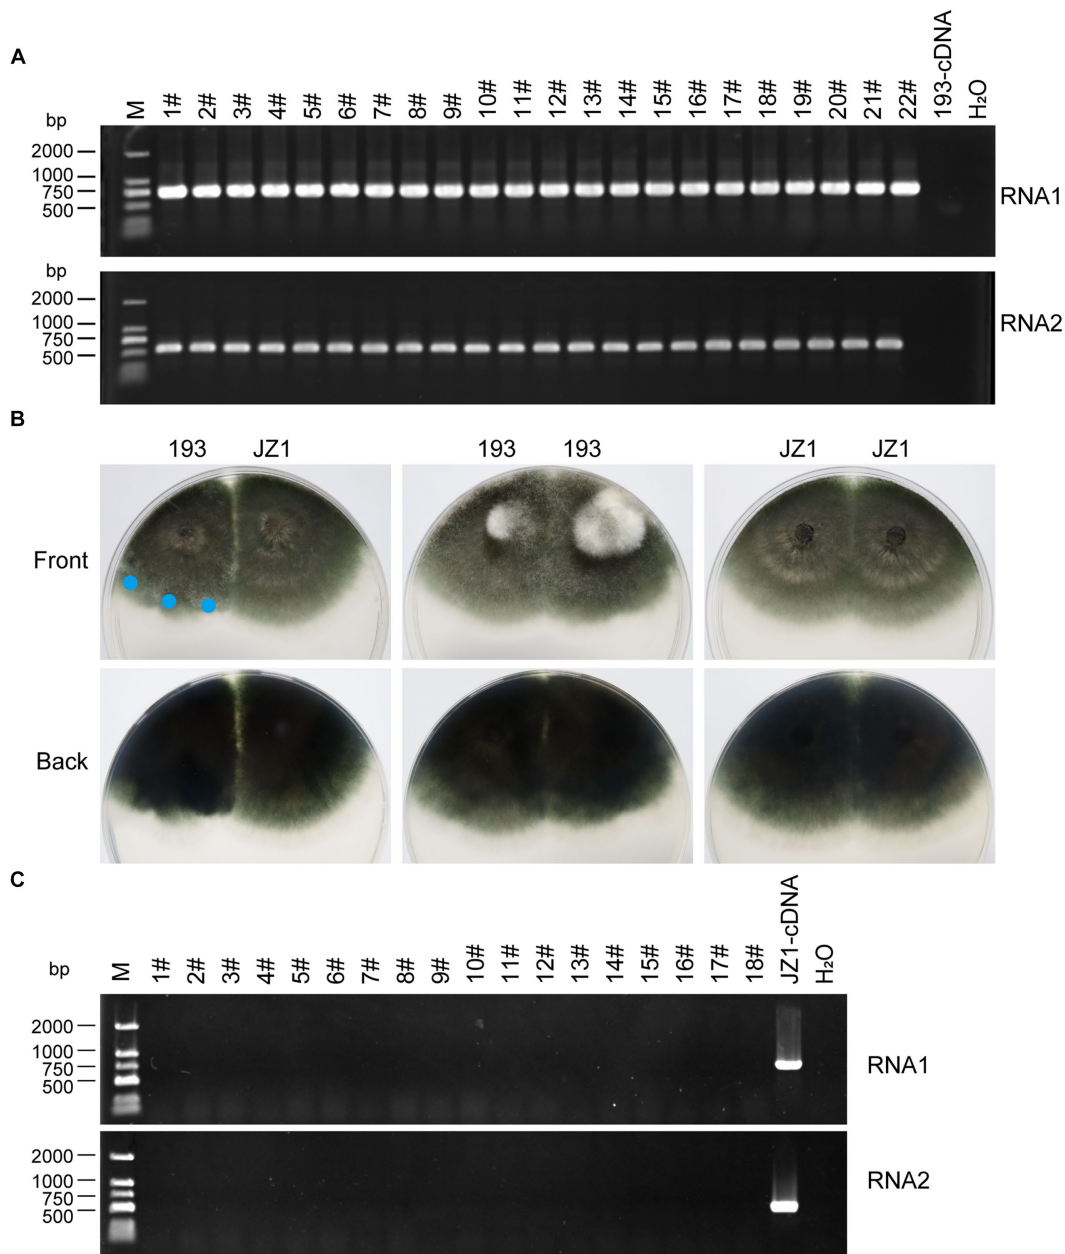 A
M 1# 2# 3# 4# 5# 6# 7# 8# 9# 10# 11# 12# 13# 14# 15# 16# 17# 18# 19# 20# 21# 22# 193-cDNA H₂O
bp
2000
1000
750
500
RNA1
bp
2000
1000
750
500
RNA2
B
193 JZ1 193 193 JZ1 JZ1
Front
Back
C
bp M 1# 2# 3# 4# 5# 6# 7# 8# 9# 10# 11# 12# 13# 14# 15# 16# 17# 18# JZ1-cDNA H₂O
2000
1000
750
500
RNA1
2000
1000
750
500
RNA2